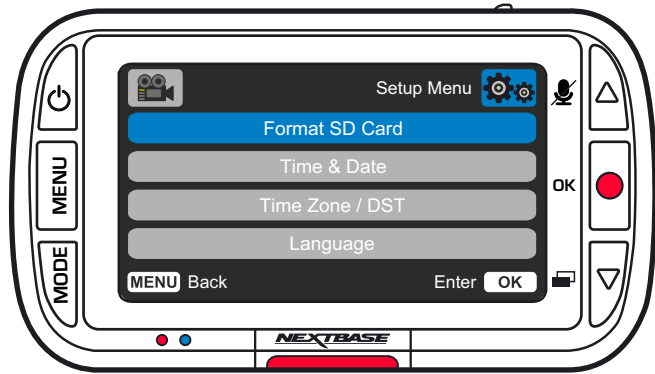 Setup Menu
Format SD Card
Time & Date
Time Zone / DST
Language
MENU Back
Enter OK
MENU
MODE
OK
NEXTBASE